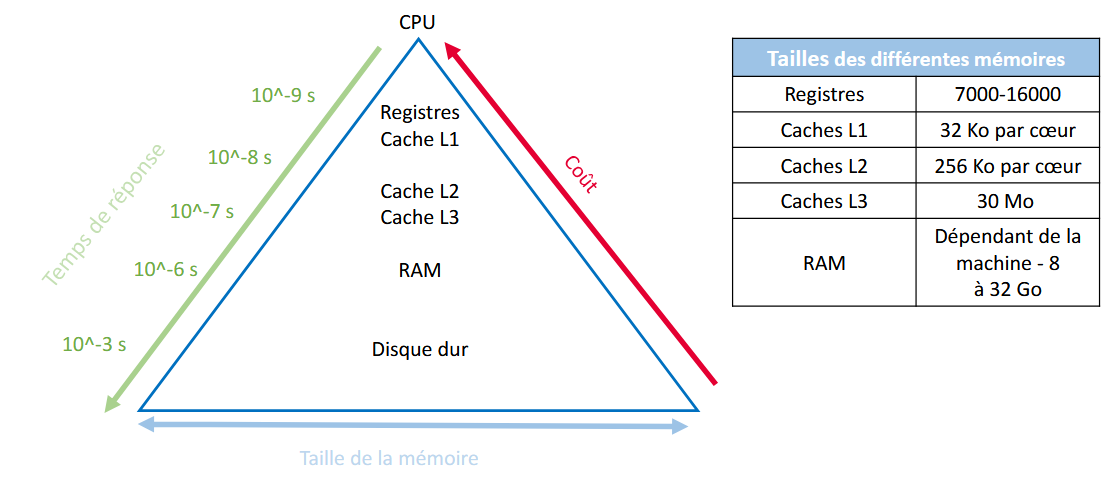 CPU
10^-9 s
10^-8 s
10^-7 s
10^-6 s
10^-3 s
Temps de réponse
Registres
Cache L1
Cache L2
Cache L3
RAM
Disque dur
Coût
Taille de la mémoire
Tailles des différentes mémoires
Registres 7000-16000
Caches L1 32 Ko par cœur
Caches L2 256 Ko par cœur
Caches L3 30 Mo
RAM
Dépendant de la
machine - 8
à 32 Go